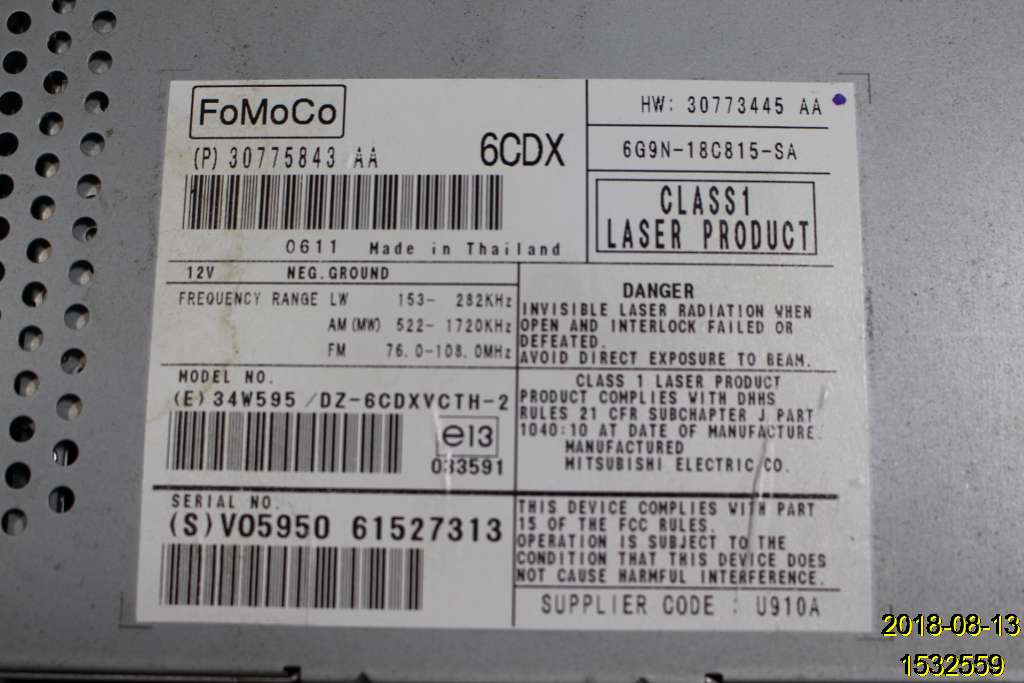 FoMoCo
(P) 30775843 AA
6CDX
0611 Made in Thailand
HW: 30773445 AA
6G9N-18C815-SA
CLASS1
LASER PRODUCT
12V NEG.GROUND
FREQUENCY RANGE LW 153- 282KHz
AM(MW) 522- 1720KHz
FM 76.0-108.0MHz
DANGER
INVISIBLE LASER RADIATION WHEN
OPEN AND INTERLOCK FAILED OR
DEFEATED.
AVOID DIRECT EXPOSURE TO BEAM.
MODEL NO.
(E) 34W595 /DZ-6CDXVCTH-2
e13
033591
CLASS 1 LASER PRODUCT
PRODUCT COMPLIES WITH DHHS
RULES 21 CFR SUBCHAPTER J PART
1040:10 AT DATE OF MANUFACTURE.
MANUFACTURED
MITSUBISHI ELECTRIC CO.
SERIAL NO.
(S)VO5950 61527313
THIS DEVICE COMPLIES WITH PART
15 OF THE FCC RULES.
OPERATION IS SUBJECT TO THE
CONDITION THAT THIS DEVICE DOES
NOT CAUSE HARMFUL INTERFERENCE.
SUPPLIER CODE : U910A
2018-08-13
1532559